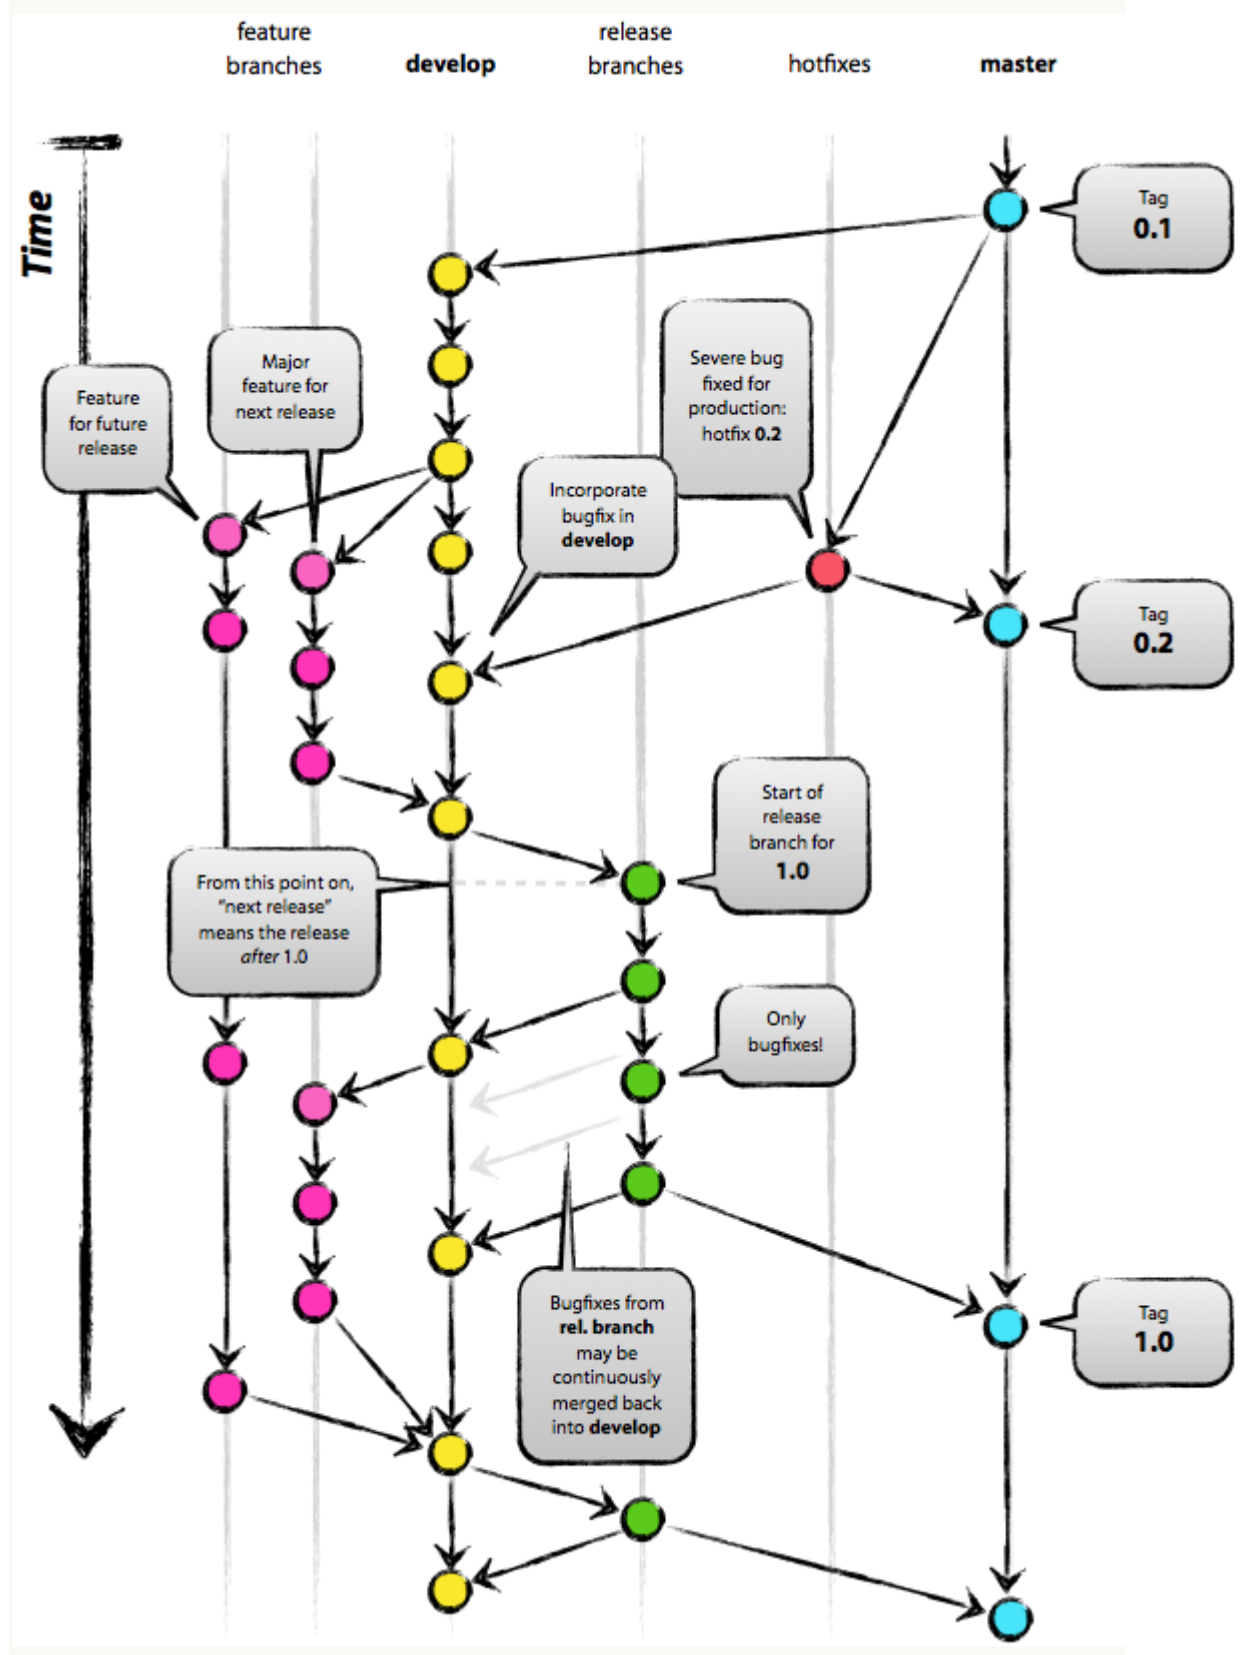 feature
branches
develop
release
branches
hotfixes
master
Time
Tag
0.1
Major
feature for
next release
Severe bug
fixed for
production:
hotfix 0.2
Feature
for future
release
Incorporate
bugfix in
develop
Tag
0.2
Start of
release
branch for
1.0
From this point on,
“next release”
means the release
after 1.0
Only
bugfixes!
Bugfixes from
rel. branch
may be
continuously
merged back
into develop
Tag
1.0